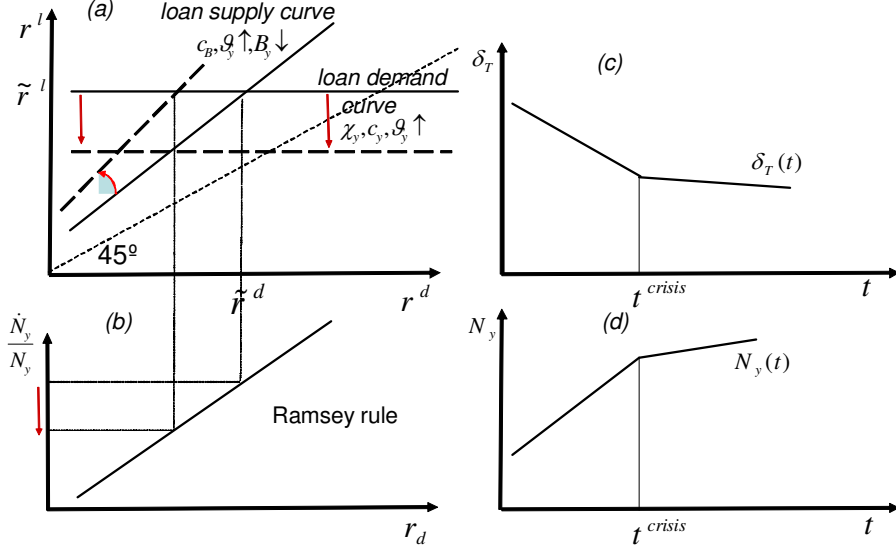 (a)
r^l
loan supply curve
c_B, ϑ_y ↑, B_y ↓
r̃^l
loan demand
curve
χ_y, c_y, ϑ_y ↑
45º
r̃^d
r^d
(b)
Ṅ_y
N_y
Ramsey rule
r_d
δ_T
(c)
δ_T(t)
t^crisis
t
N_y
(d)
N_y(t)
t^crisis
t